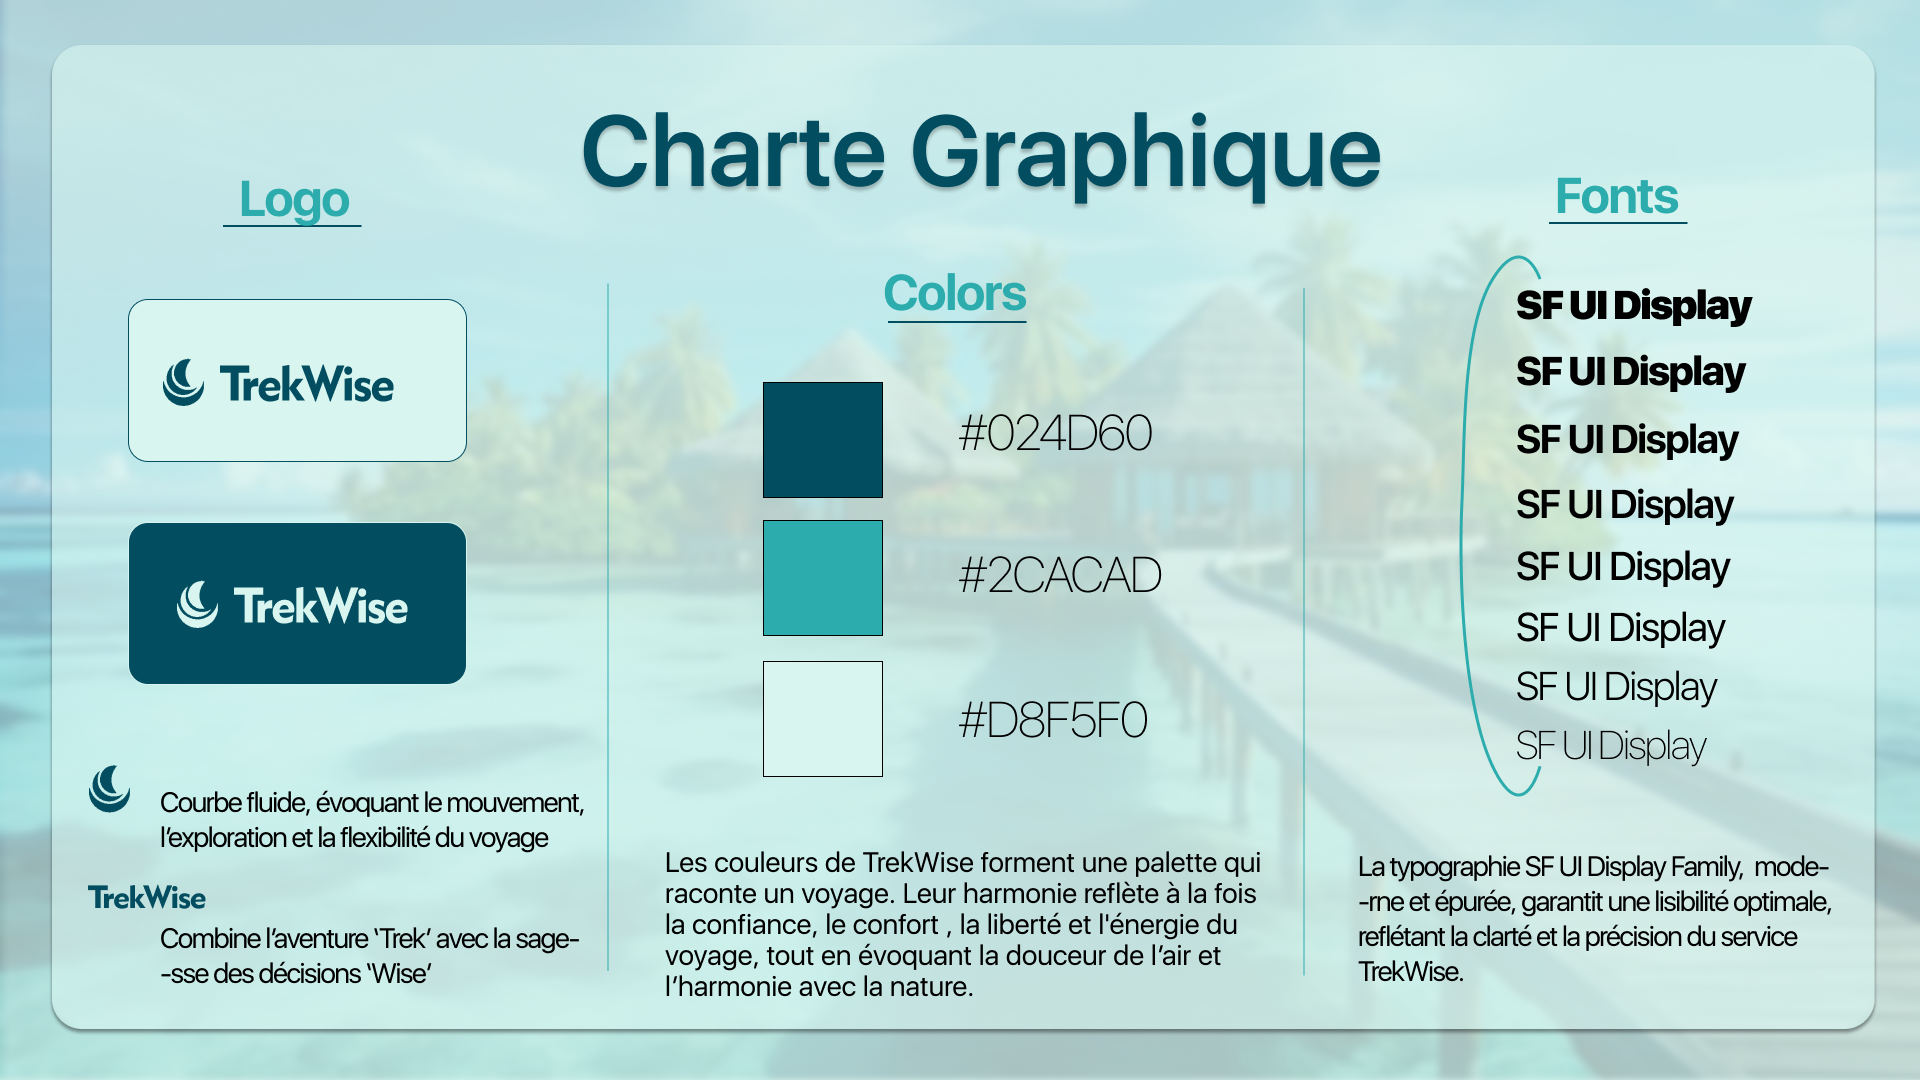 Charte Graphique
Logo
TrekWise
TrekWise
Courbe fluide, évoquant le mouvement,
l'exploration et la flexibilité du voyage
TrekWise
Combine l'aventure ‘Trek’ avec la sage-
-sse des décisions ‘Wise’
Colors
#024D60
#2CACAD
#D8F5F0
Les couleurs de TrekWise forment une palette qui
raconte un voyage. Leur harmonie reflète à la fois
la confiance, le confort , la liberté et l'énergie du
voyage, tout en évoquant la douceur de l'air et
l'harmonie avec la nature.
Fonts
SF UI Display
SF UI Display
SF UI Display
SF UI Display
SF UI Display
SF UI Display
SF UI Display
SF UI Display
La typographie SF UI Display Family,  mode-
-rne et épurée, garantit une lisibilité optimale,
reflétant la clarté et la précision du service
TrekWise.